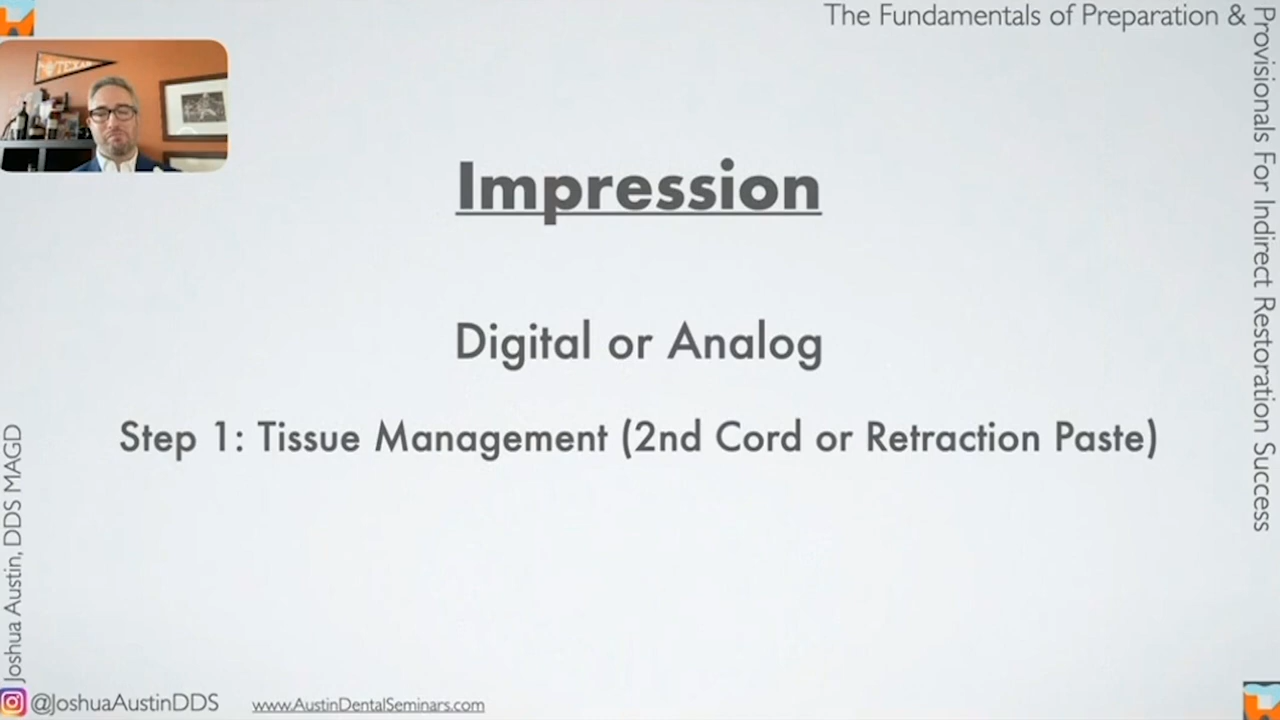 The Fundamentals of Preparation &
Provisionals For Indirect Restoration Success
TEXAS
Impression
Digital or Analog
Step 1: Tissue Management (2nd Cord or Retraction Paste)
Joshua Austin, DDS MAGD
@JoshuaAustinDDS
www.AustinDentalSeminars.com